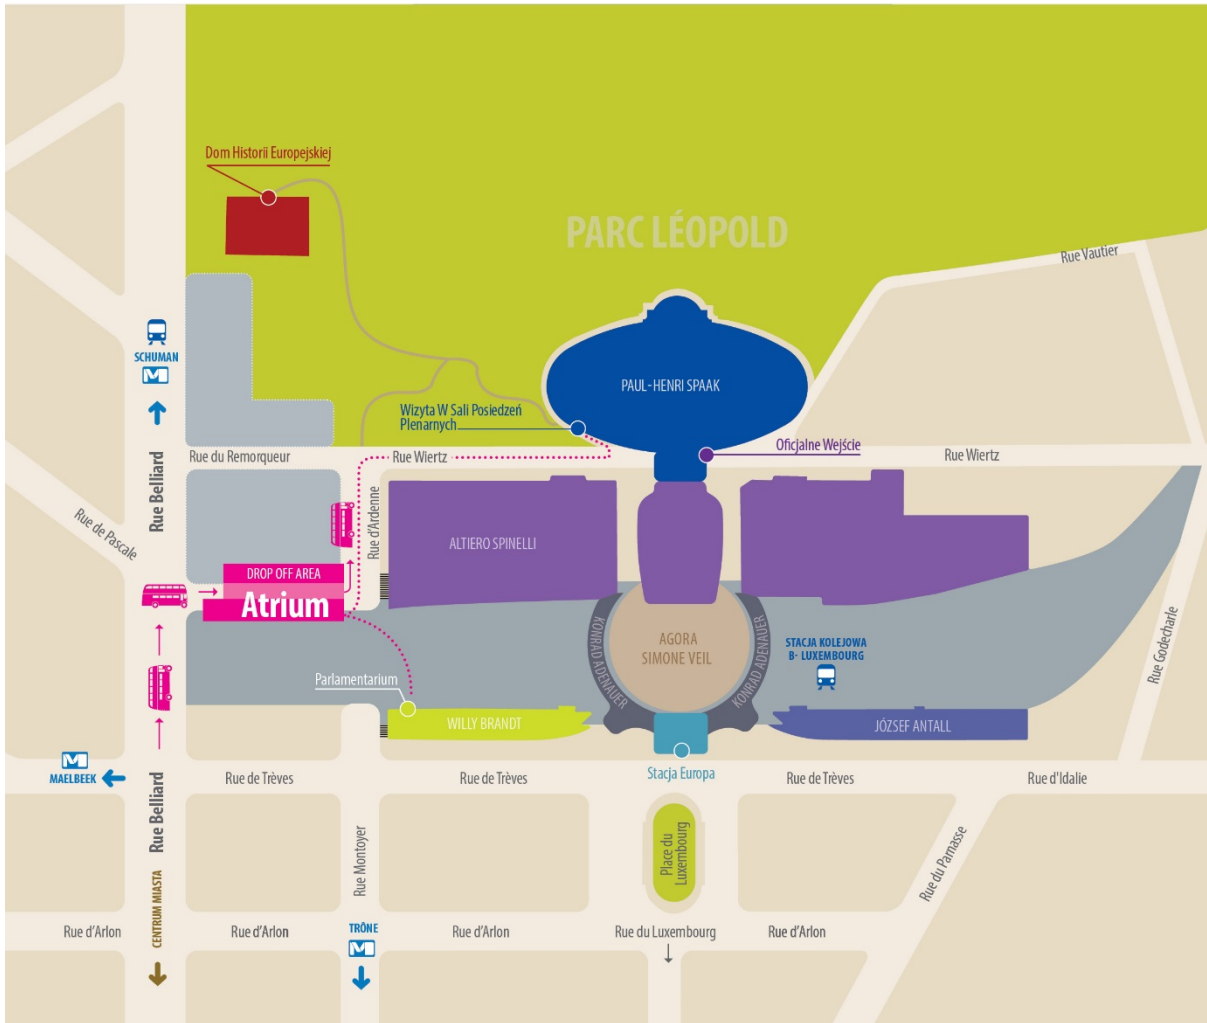 Dom Historii Europejskiej
PARC LÉOPOLD
Rue Vautier
SCHUMAN
M
PAUL-HENRI SPAAK
Wizyta W Sali Posiedzeń
Plenarnych
Oficjalne Wejście
Rue du Remorqueur
Rue Wiertz
Rue Wiertz
Rue Belliard
Rue de Pascale
Rue d'Ardenne
ALTIERO SPINELLI
DROP OFF AREA
Atrium
KONRAD ADENAUER
AGORA
SIMONE VEIL
KONRAD ADENAUER
STACJA KOLEJOWA
B- LUXEMBOURG
Rue Godecharle
Parlamentarium
WILLY BRANDT
JÓZSEF ANTALL
M
MAELBEEK
Rue Belliard
Rue de Trèves
Rue de Trèves
Stacja Europa
Rue de Trèves
Rue d'Idalie
Rue Montoyer
Place du
Luxembourg
Rue du Parnasse
CENTRUM MIASTA
Rue d'Arlon
Rue d'Arlon
TRÔNE
M
Rue d'Arlon
Rue du Luxembourg
Rue d'Arlon